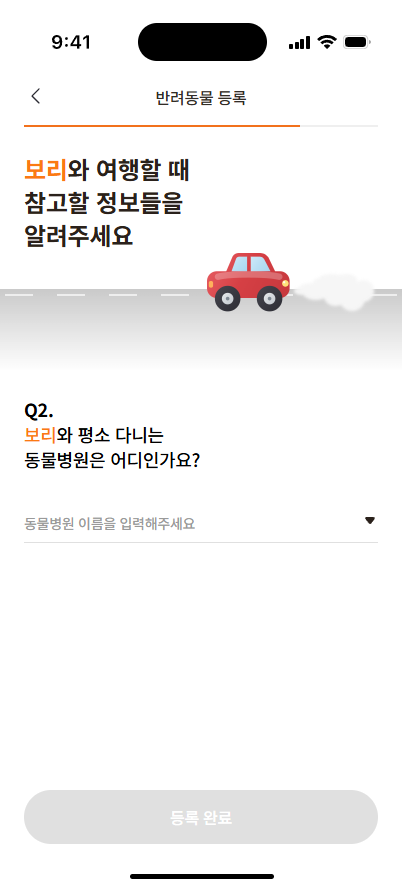 9:41
반려동물 등록
보리와 여행할 때
참고할 정보들을
알려주세요
Q2.
보리와 평소 다니는
동물병원은 어디인가요?
동물병원 이름을 입력해주세요
등록 완료